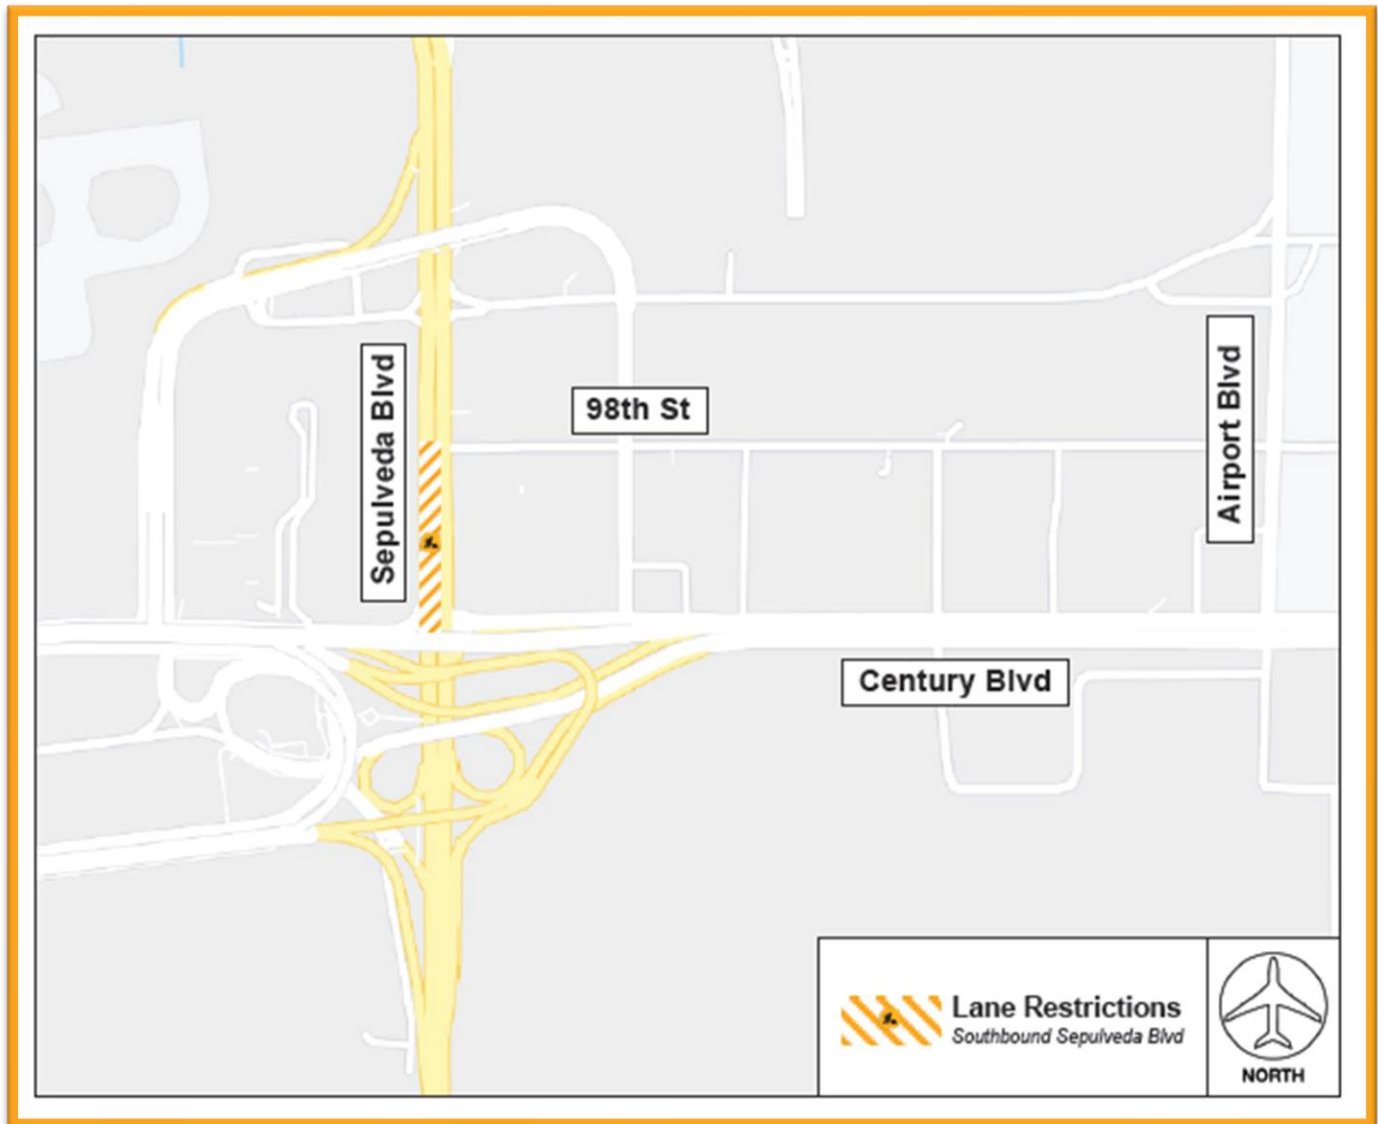 Sepulveda Blvd
98th St
Airport Blvd
Century Blvd
Lane Restrictions
Southbound Sepulveda Blvd
NORTH